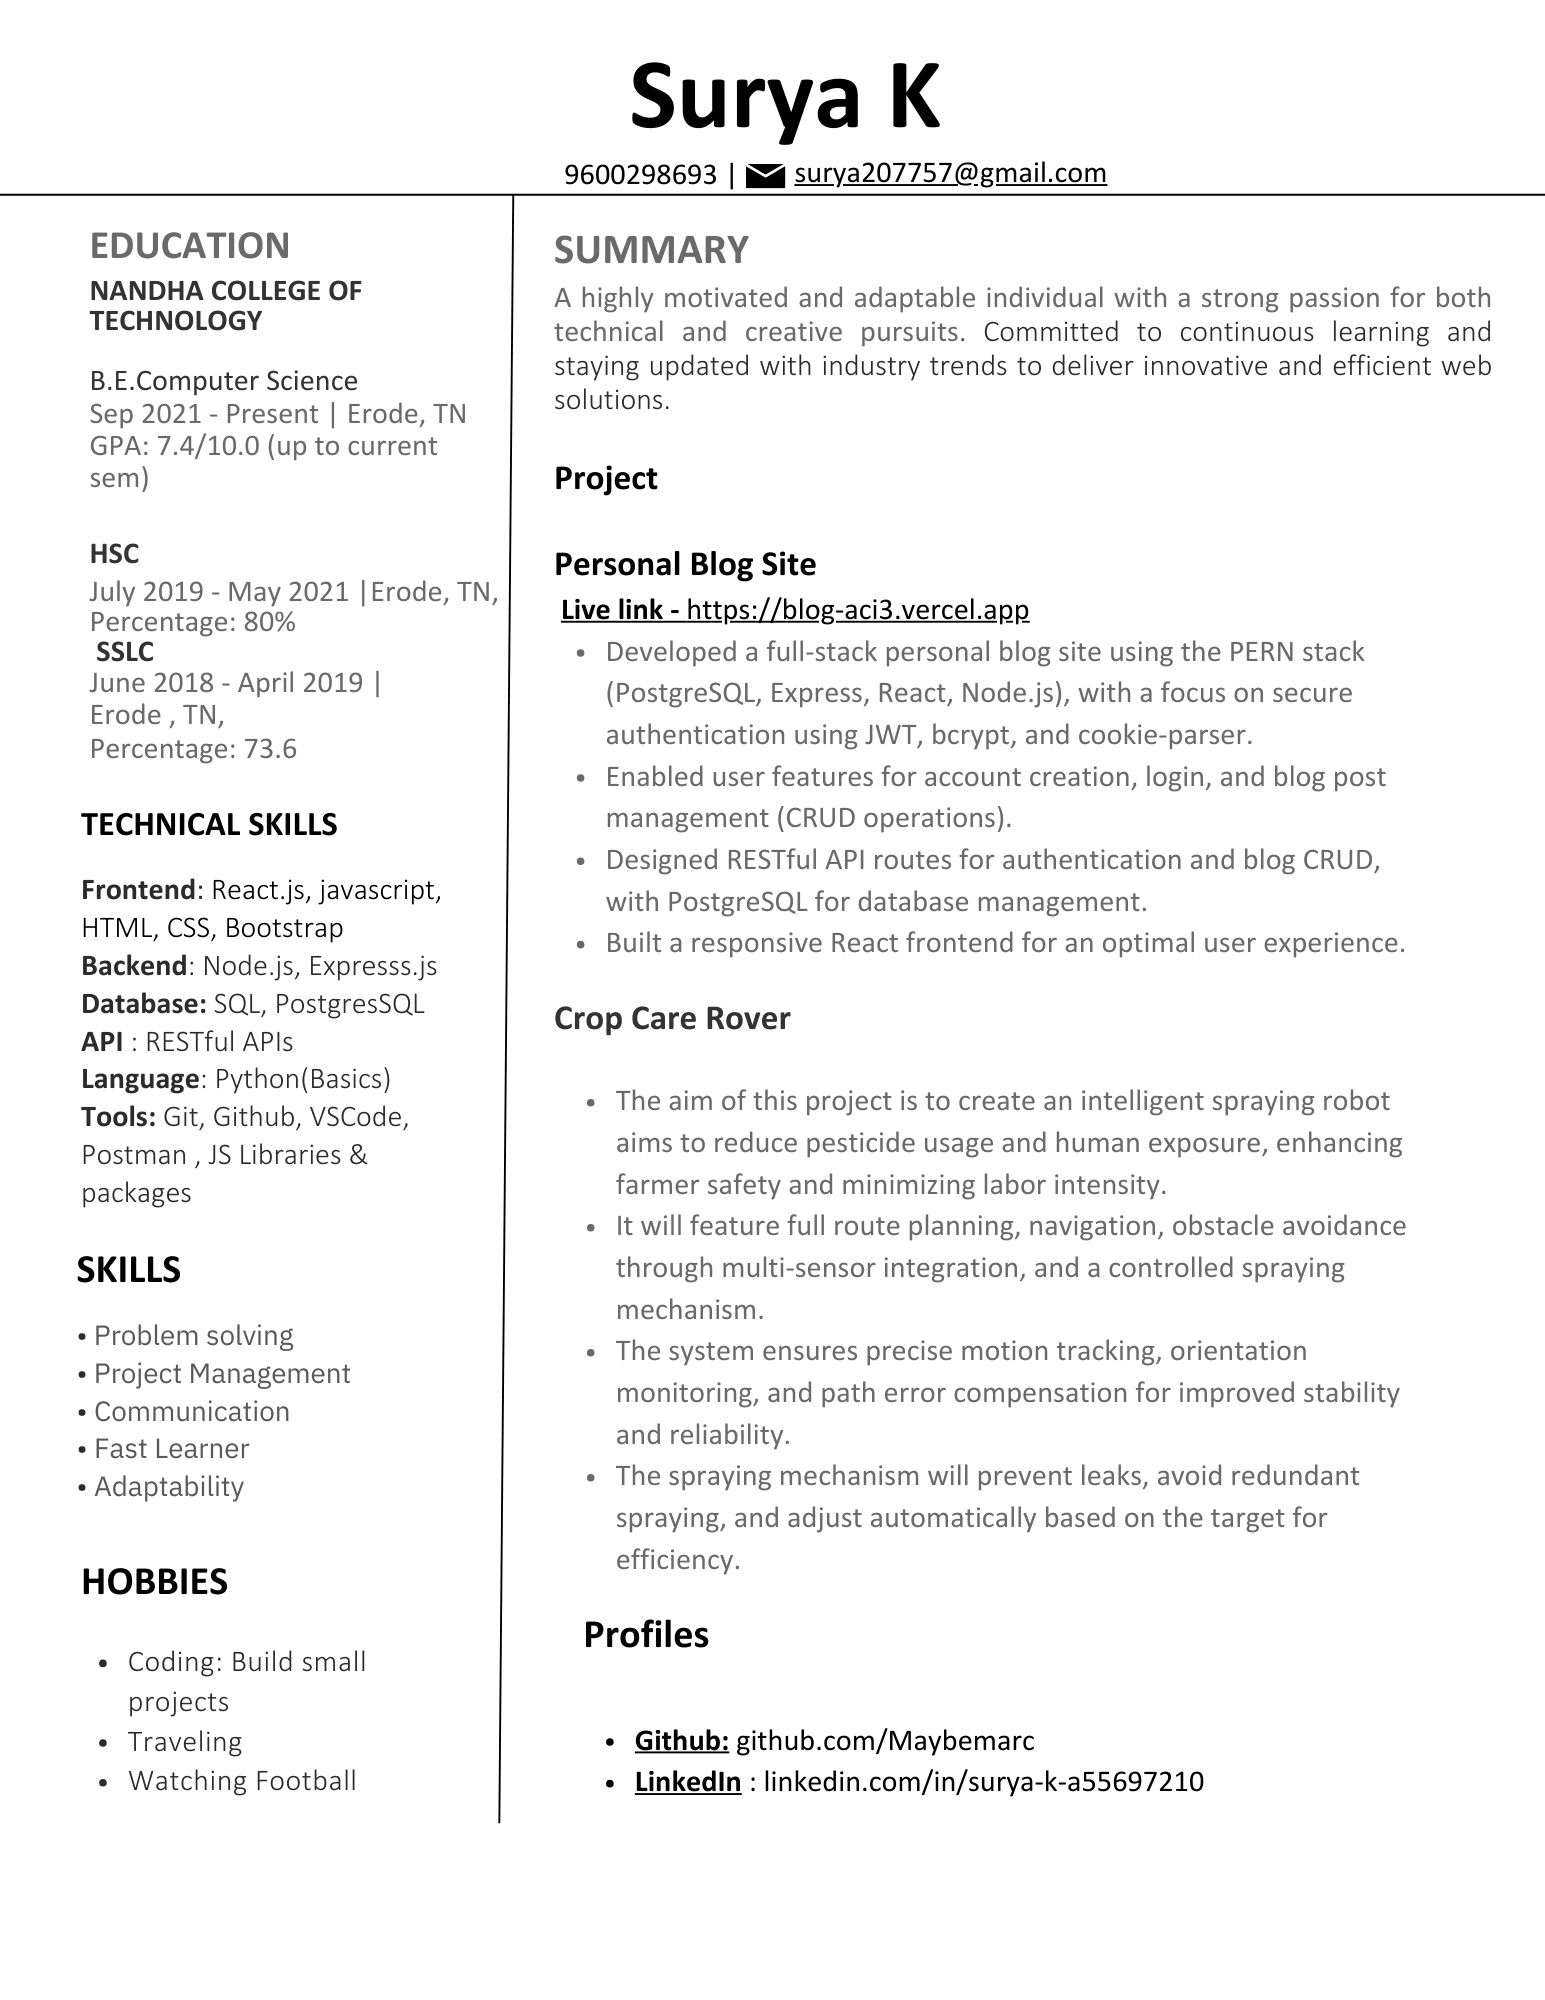 Surya K
9600298693 | surya207757@gmail.com
EDUCATION
NANDHA COLLEGE OF
TECHNOLOGY
B.E.Computer Science
Sep 2021 - Present | Erode, TN
GPA: 7.4/10.0 (up to current
sem)
HSC
July 2019 - May 2021 |Erode, TN,
Percentage: 80%
SSLC
June 2018 - April 2019 |
Erode , TN,
Percentage: 73.6
TECHNICAL SKILLS
Frontend: React.js, javascript,
HTML, CSS, Bootstrap
Backend: Node.js, Expresss.js
Database: SQL, PostgresSQL
API : RESTful APIs
Language: Python(Basics)
Tools: Git, Github, VSCode,
Postman , JS Libraries &
packages
SKILLS
• Problem solving
• Project Management
• Communication
• Fast Learner
• Adaptability
HOBBIES
• Coding: Build small
projects
• Traveling
• Watching Football
SUMMARY
A highly motivated and adaptable individual with a strong passion for both
technical and creative pursuits. Committed to continuous learning and
staying updated with industry trends to deliver innovative and efficient web
solutions.
Project
Personal Blog Site
Live link - https://blog-aci3.vercel.app
• Developed a full-stack personal blog site using the PERN stack
(PostgreSQL, Express, React, Node.js), with a focus on secure
authentication using JWT, bcrypt, and cookie-parser.
• Enabled user features for account creation, login, and blog post
management (CRUD operations).
• Designed RESTful API routes for authentication and blog CRUD,
with PostgreSQL for database management.
• Built a responsive React frontend for an optimal user experience.
Crop Care Rover
• The aim of this project is to create an intelligent spraying robot
aims to reduce pesticide usage and human exposure, enhancing
farmer safety and minimizing labor intensity.
• It will feature full route planning, navigation, obstacle avoidance
through multi-sensor integration, and a controlled spraying
mechanism.
• The system ensures precise motion tracking, orientation
monitoring, and path error compensation for improved stability
and reliability.
• The spraying mechanism will prevent leaks, avoid redundant
spraying, and adjust automatically based on the target for
efficiency.
Profiles
• Github: github.com/Maybemarc
• LinkedIn : linkedin.com/in/surya-k-a55697210